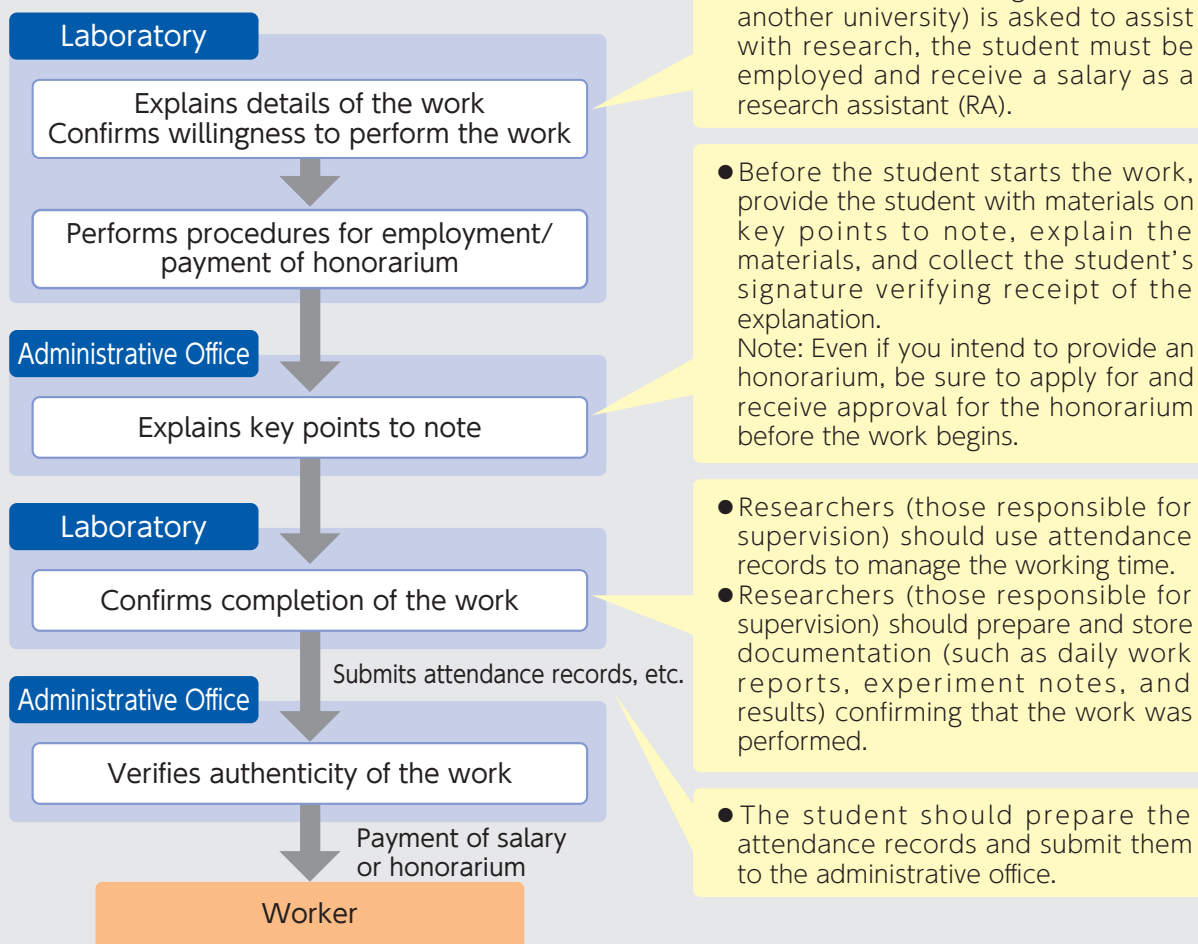 Laboratory
Explains details of the work
Confirms willingness to perform the work
Performs procedures for employment/
payment of honorarium
Administrative Office
Explains key points to note
Laboratory
Confirms completion of the work
Submits attendance records, etc.
Administrative Office
Verifies authenticity of the work
Payment of salary
or honorarium
Worker
another university) is asked to assist
with research, the student must be
employed and receive a salary as a
research assistant (RA).
●Before the student starts the work,
provide the student with materials on
key points to note, explain the
materials, and collect the student’s
signature verifying receipt of the
explanation.
Note: Even if you intend to provide an
honorarium, be sure to apply for and
receive approval for the honorarium
before the work begins.
●Researchers (those responsible for
supervision) should use attendance
records to manage the working time.
●Researchers (those responsible for
supervision) should prepare and store
documentation (such as daily work
reports, experiment notes, and
results) confirming that the work was
performed.
●The student should prepare the
attendance records and submit them
to the administrative office.